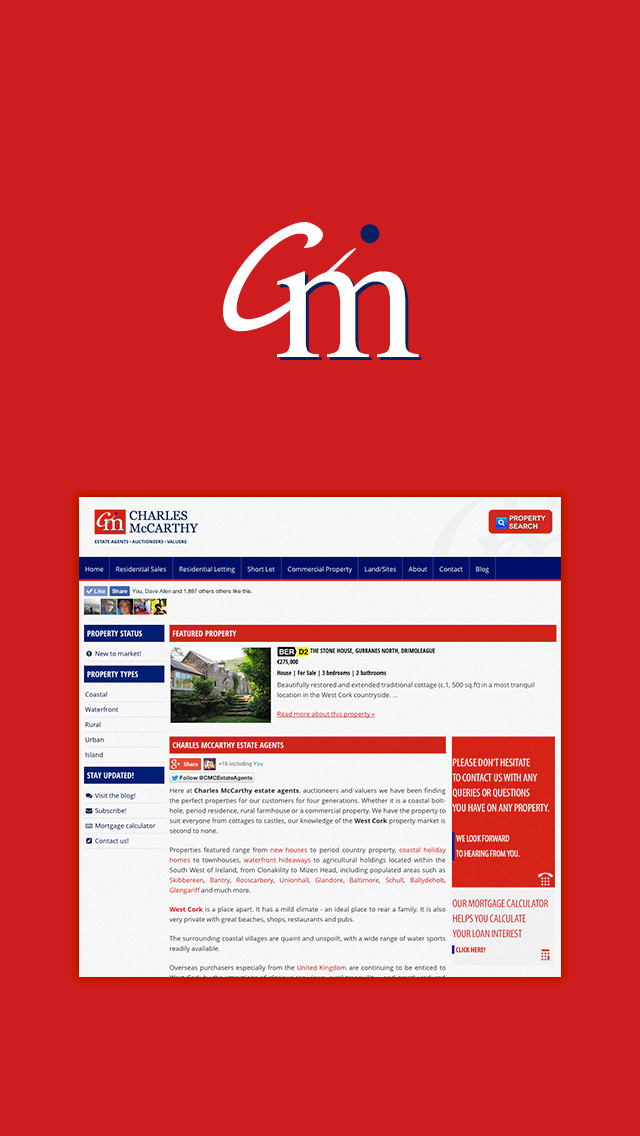 Cm
Cm CHARLES
McCARTHY
ESTATE AGENTS • AUCTIONEERS • VALUERS
PROPERTY
SEARCH
Home Residential Sales Residential Letting Short Let Commercial Property Land/Sites About Contact Blog
Like Share You, Dave Allen and 1,897 others others like this.
PROPERTY STATUS
New to market!
PROPERTY TYPES
Coastal
Waterfront
Rural
Urban
Island
STAY UPDATED!
Visit the blog!
Subscribe!
Mortgage calculator
Contact us!
FEATURED PROPERTY
BER D2 THE STONE HOUSE, GURRANES NORTH, DRIMOLEAGUE
€275,000
House | For Sale | 3 bedrooms | 2 bathrooms
Beautifully restored and extended traditional cottage (c.1, 500 sq.ft) in a most tranquil
location in the West Cork countryside. ...
Read more about this property »
CHARLES MCCARTHY ESTATE AGENTS
g+ Share +16 including You
Follow @CMCEstateAgents
Here at Charles McCarthy estate agents, auctioneers and valuers we have been finding
the perfect properties for our customers for four generations. Whether it is a coastal bolt-
hole, period residence, rural farmhouse or a commercial property. We have the property to
suit everyone from cottages to castles, our knowledge of the West Cork property market is
second to none.
Properties featured range from new houses to period country property, coastal holiday
homes to townhouses, waterfront hideaways to agricultural holdings located within the
South West of Ireland, from Clonakilty to Mizen Head, including populated areas such as
Skibbereen, Bantry, Rosscarbery, Unionhall, Glandore, Baltimore, Schull, Ballydehob,
Glengariff and much more.
West Cork is a place apart. It has a mild climate - an ideal place to rear a family. It is also
very private with great beaches, shops, restaurants and pubs.
The surrounding coastal villages are quaint and unspoilt, with a wide range of water sports
readily available.
Overseas purchasers especially from the United Kingdom are continuing to be enticed to
PLEASE DON'T HESITATE
TO CONTACT US WITH ANY
QUERIES OR QUESTIONS
YOU HAVE ON ANY PROPERTY.
WE LOOK FORWARD
TO HEARING FROM YOU.
OUR MORTGAGE CALCULATOR
HELPS YOU CALCULATE
YOUR LOAN INTEREST
CLICK HERE!